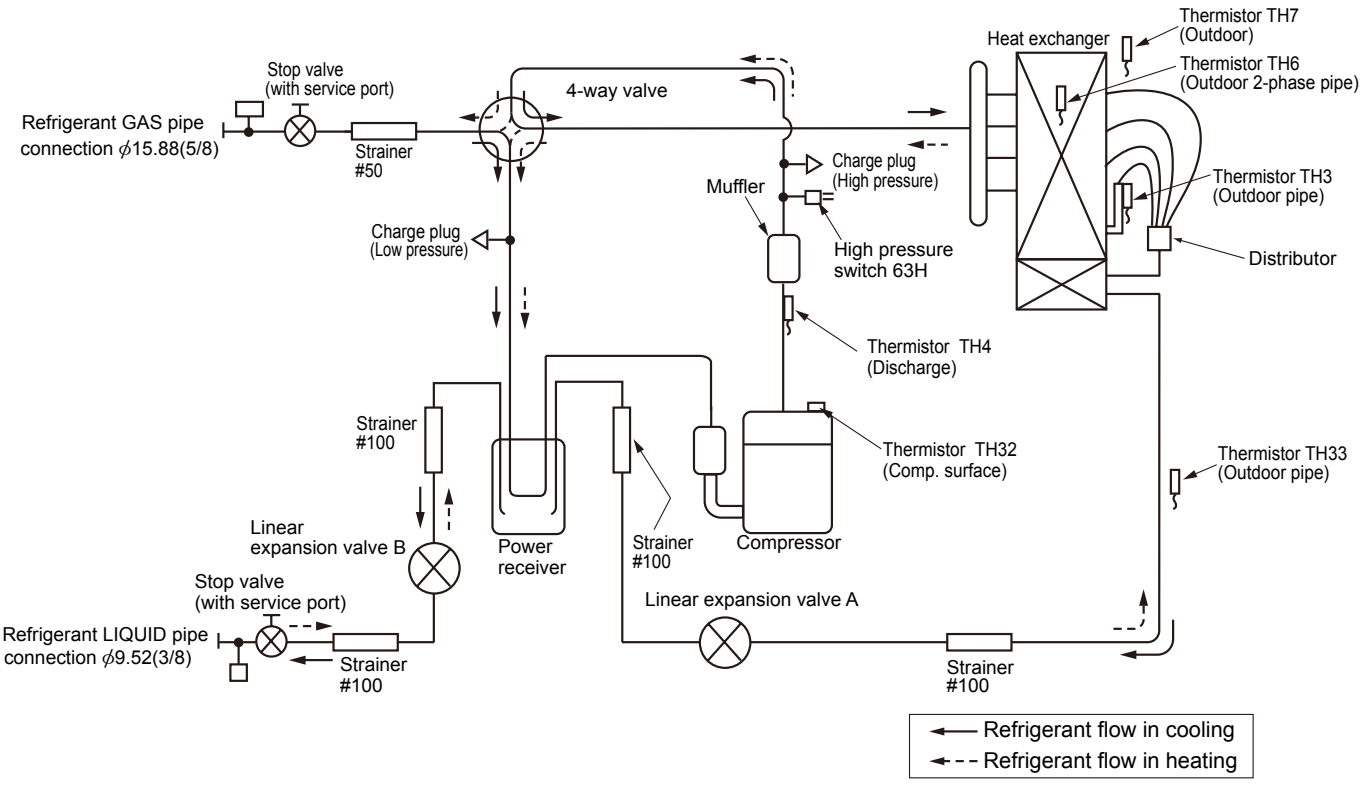 Thermistor TH7
(Outdoor)
Heat exchanger
Thermistor TH6
(Outdoor 2-phase pipe)
Stop valve
(with service port)
4-way valve
Refrigerant GAS pipe
connection ϕ15.88(5/8)
Strainer
#50
Charge plug
(High pressure)
Muffler
Thermistor TH3
(Outdoor pipe)
Charge plug
(Low pressure)
High pressure
switch 63H
Distributor
Thermistor TH4
(Discharge)
Strainer
#100
Thermistor TH32
(Comp. surface)
Thermistor TH33
(Outdoor pipe)
Linear
expansion valve B
Power
receiver
Strainer
#100
Compressor
Stop valve
(with service port)
Linear expansion valve A
Refrigerant LIQUID pipe
connection ϕ9.52(3/8)
Strainer
#100
Strainer
#100
Refrigerant flow in cooling
Refrigerant flow in heating